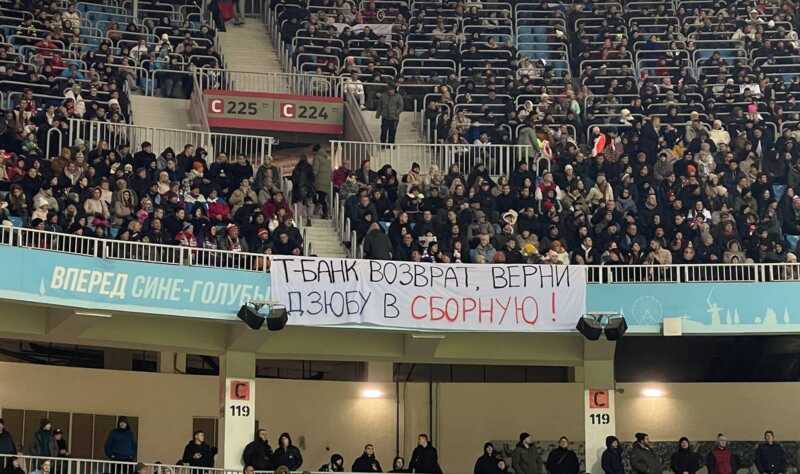 C 225 C 224
ВПЕРЕД СИНЕ-ГОЛУБЫ
Т-БАНК ВОЗВРАТ, ВЕРНИ
ДЗЮБУ В СБОРНУЮ !
C
119
C
119